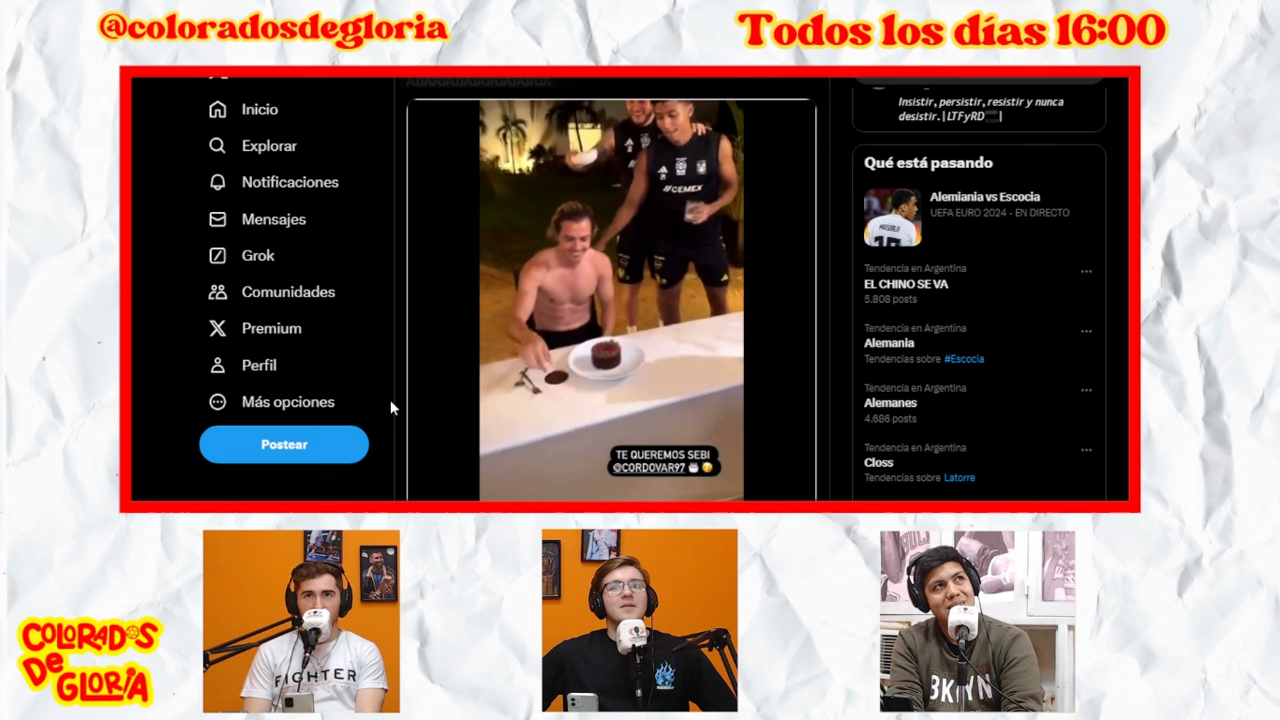 @coloradosdegloria
Todos los días 16:00
Inicio
Explorar
Notificaciones
Mensajes
Grok
Comunidades
Premium
Perfil
Más opciones
Postear
CEMEX
TE QUEREMOS SEBI
@CORDOVAR97
Insistir, persistir, resistir y nunca
desistir.|LTFyRD
Qué está pasando
Alemiania vs Escocia
UEFA EURO 2024 - EN DIRECTO
Tendencia en Argentina
EL CHINO SE VA
5.808 posts
Tendencia en Argentina
Alemania
Tendencias sobre #Escocia
Tendencia en Argentina
Alemanes
4.686 posts
Tendencia en Argentina
Closs
Tendencias sobre Latorre
COLORADOS
De
GLORIA
FIGHTER